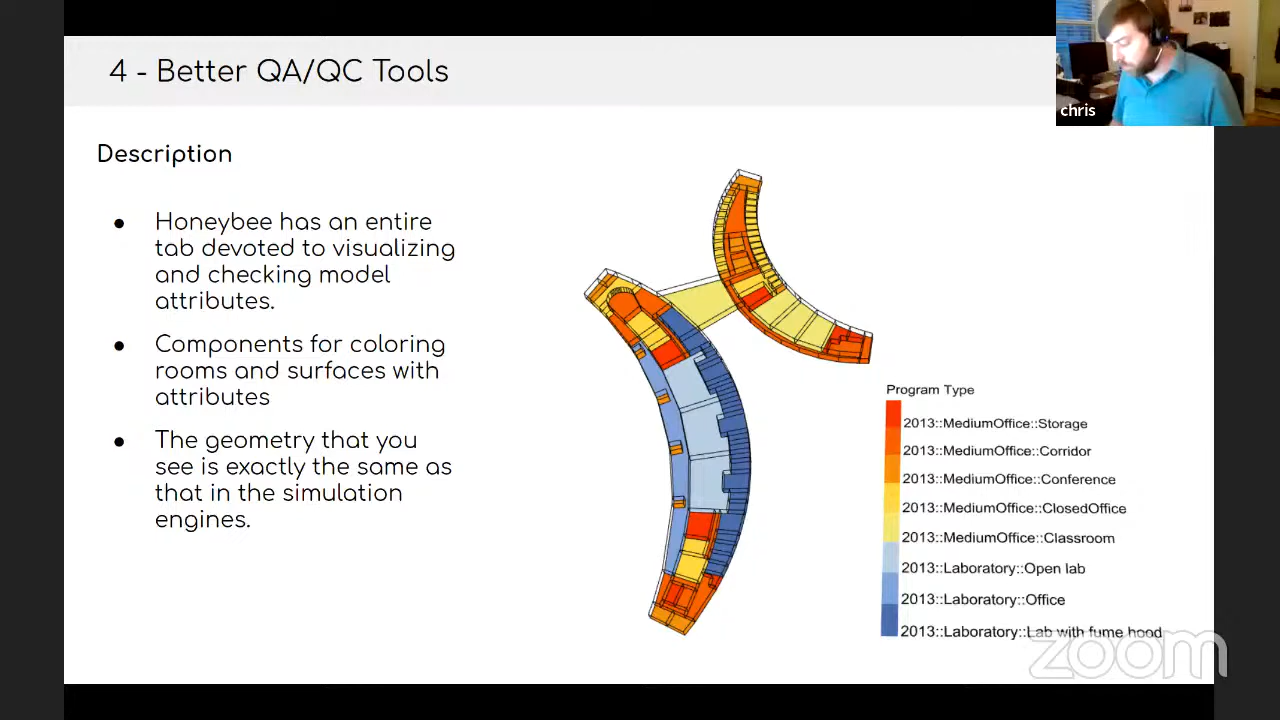 4 - Better QA/QC Tools
chris
Description
● Honeybee has an entire
tab devoted to visualizing
and checking model
attributes.
● Components for coloring
rooms and surfaces with
attributes
● The geometry that you
see is exactly the same as
that in the simulation
engines.
Program Type
2013::MediumOffice::Storage
2013::MediumOffice::Corridor
2013::MediumOffice::Conference
2013::MediumOffice::ClosedOffice
2013::MediumOffice::Classroom
2013::Laboratory::Open lab
2013::Laboratory::Office
2013::Laboratory::Lab with fume hood
zoom